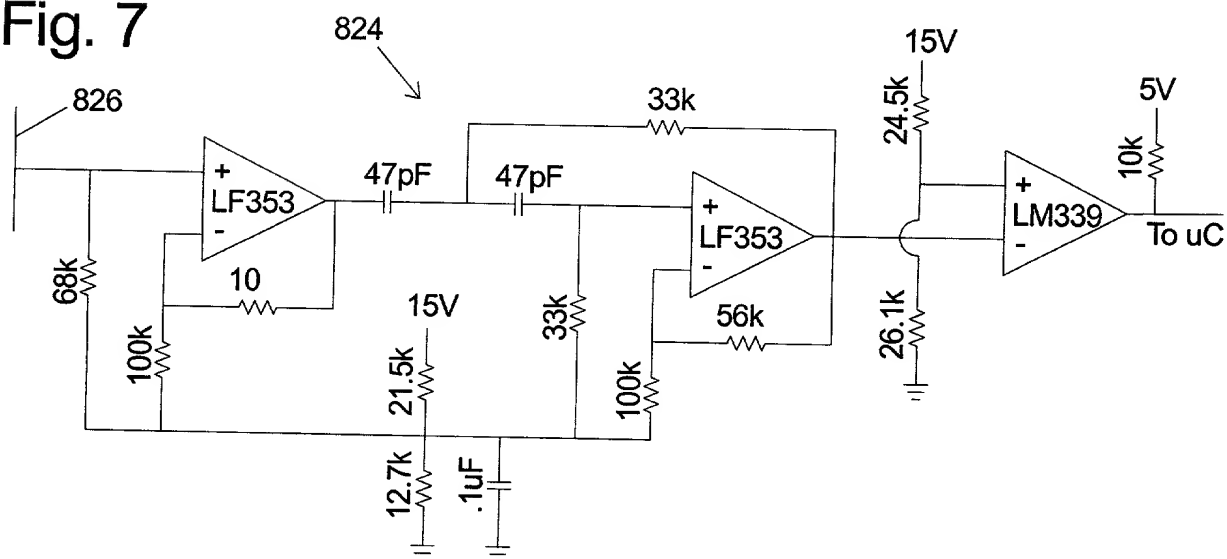 Fig. 7
824
826
15V
5V
33k
24.5k
10k
+
LF353
-
47pF
47pF
+
LF353
-
+
LM339
-
To uC
68k
10
100k
15V
33k
56k
26.1k
21.5k
100k
12.7k
.1uF